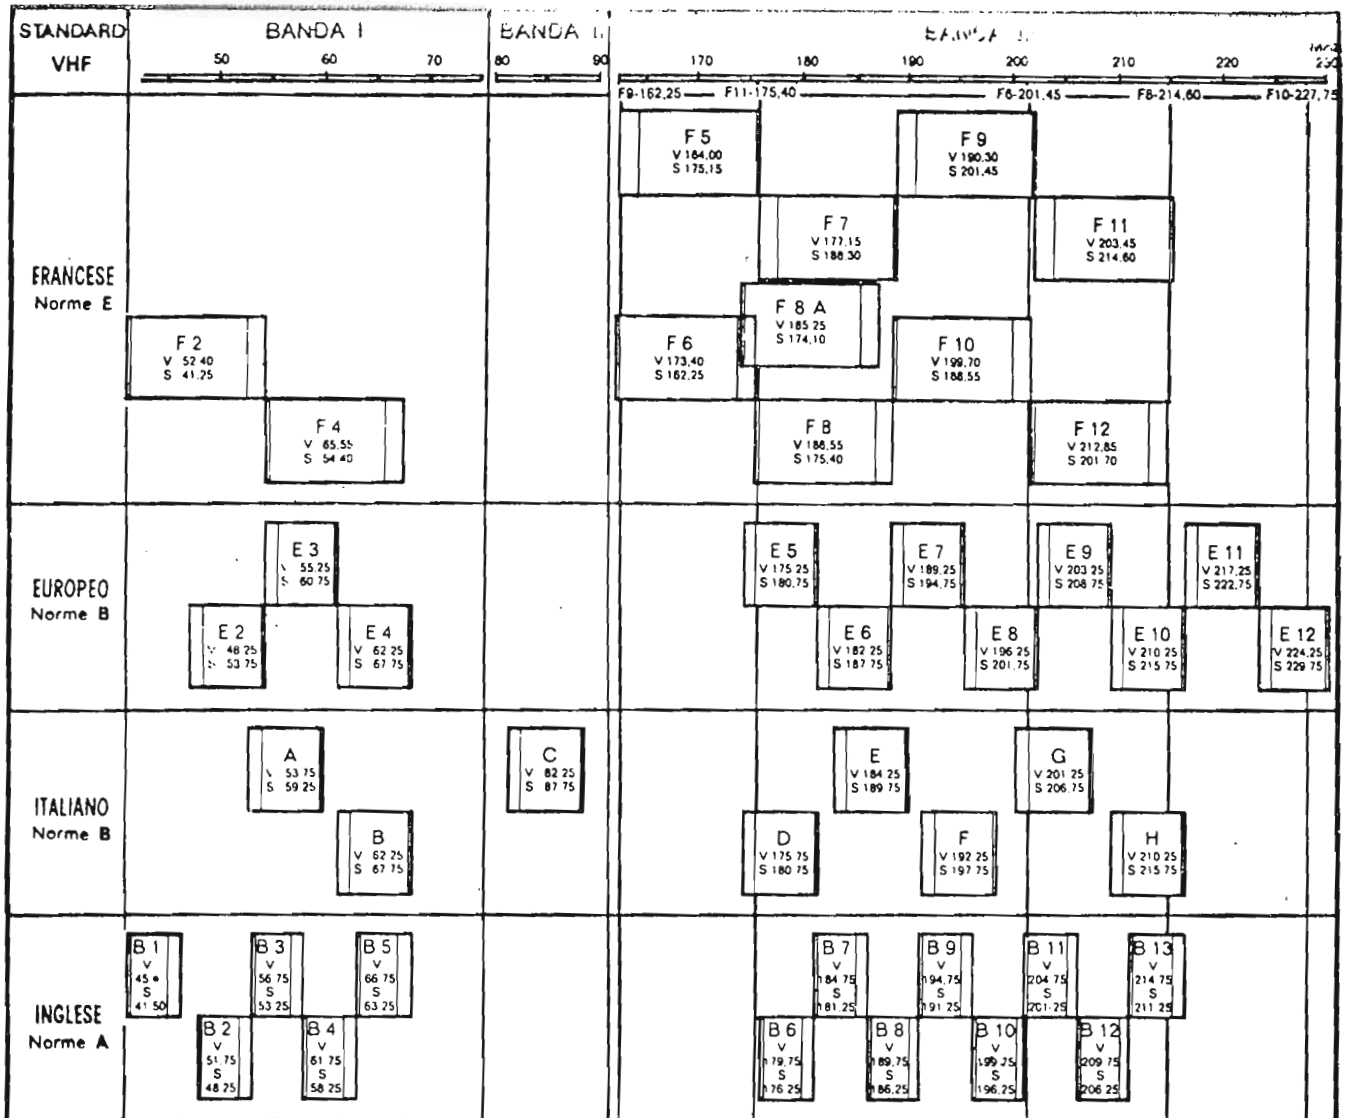 STANDARD
VHF
BANDA I
50 60 70
BANDA
80 90
170 180 190 200 210 220 230
F9-162,25 F11-175,40 F6-201,45 F8-214,60 F10-227,75
FRANCESE
Norme E
F 5
V 164,00
S 175,15
F 9
V 190,30
S 201,45
F 7
V 177,15
S 188,30
F 11
V 203,45
S 214,60
F 8 A
V 185 25
S 174,10
F 2
V 52 40
S 41,25
F 6
V 173,40
S 162,25
F 10
V 199,70
S 188,55
F 4
V 65,55
S 54 40
F 8
V 186,55
S 175,40
F 12
V 212,85
S 201 70
EUROPEO
Norme B
E 3
55,25
S 60 75
E 5
V 175 25
S 180,75
E 7
V 189,25
S 194,75
E 9
V 203 25
S 208 75
E 11
V 217,25
S 222,75
E 2
48 25
53 75
E 4
V 62 25
S 67 75
E 6
V 182 25
S 187 75
E 8
V 196 25
S 201,75
E 10
V 210 25
S 215 75
E 12
V 224,25
S 229 75
ITALIANO
Norme B
A
53 75
S 59 25
C
V 82 25
S 87 75
E
V 184 25
S 189 75
G
V 201 25
S 206,75
B
V 62 25
S 67 75
D
V 175 75
S 180 75
F
V 192 25
S 197 75
H
V 210 25
S 215 75
INGLESE
Norme A
B 1
V
45
S
41 50
B 3
V
56 75
S
53 25
B 5
V
66 75
S
63 25
B 7
V
184 75
S
181,25
B 9
V
194,75
S
191 25
B 11
V
204 75
S
201,25
B 13
V
214 75
S
211 25
B 2
V
51,75
S
48 25
B 4
V
61 75
S
58 25
B 6
V
179,75
S
176 25
B 8
V
189,75
S
186,25
B 10
V
199,75
S
196,25
B 12
V
209 75
S
206 25